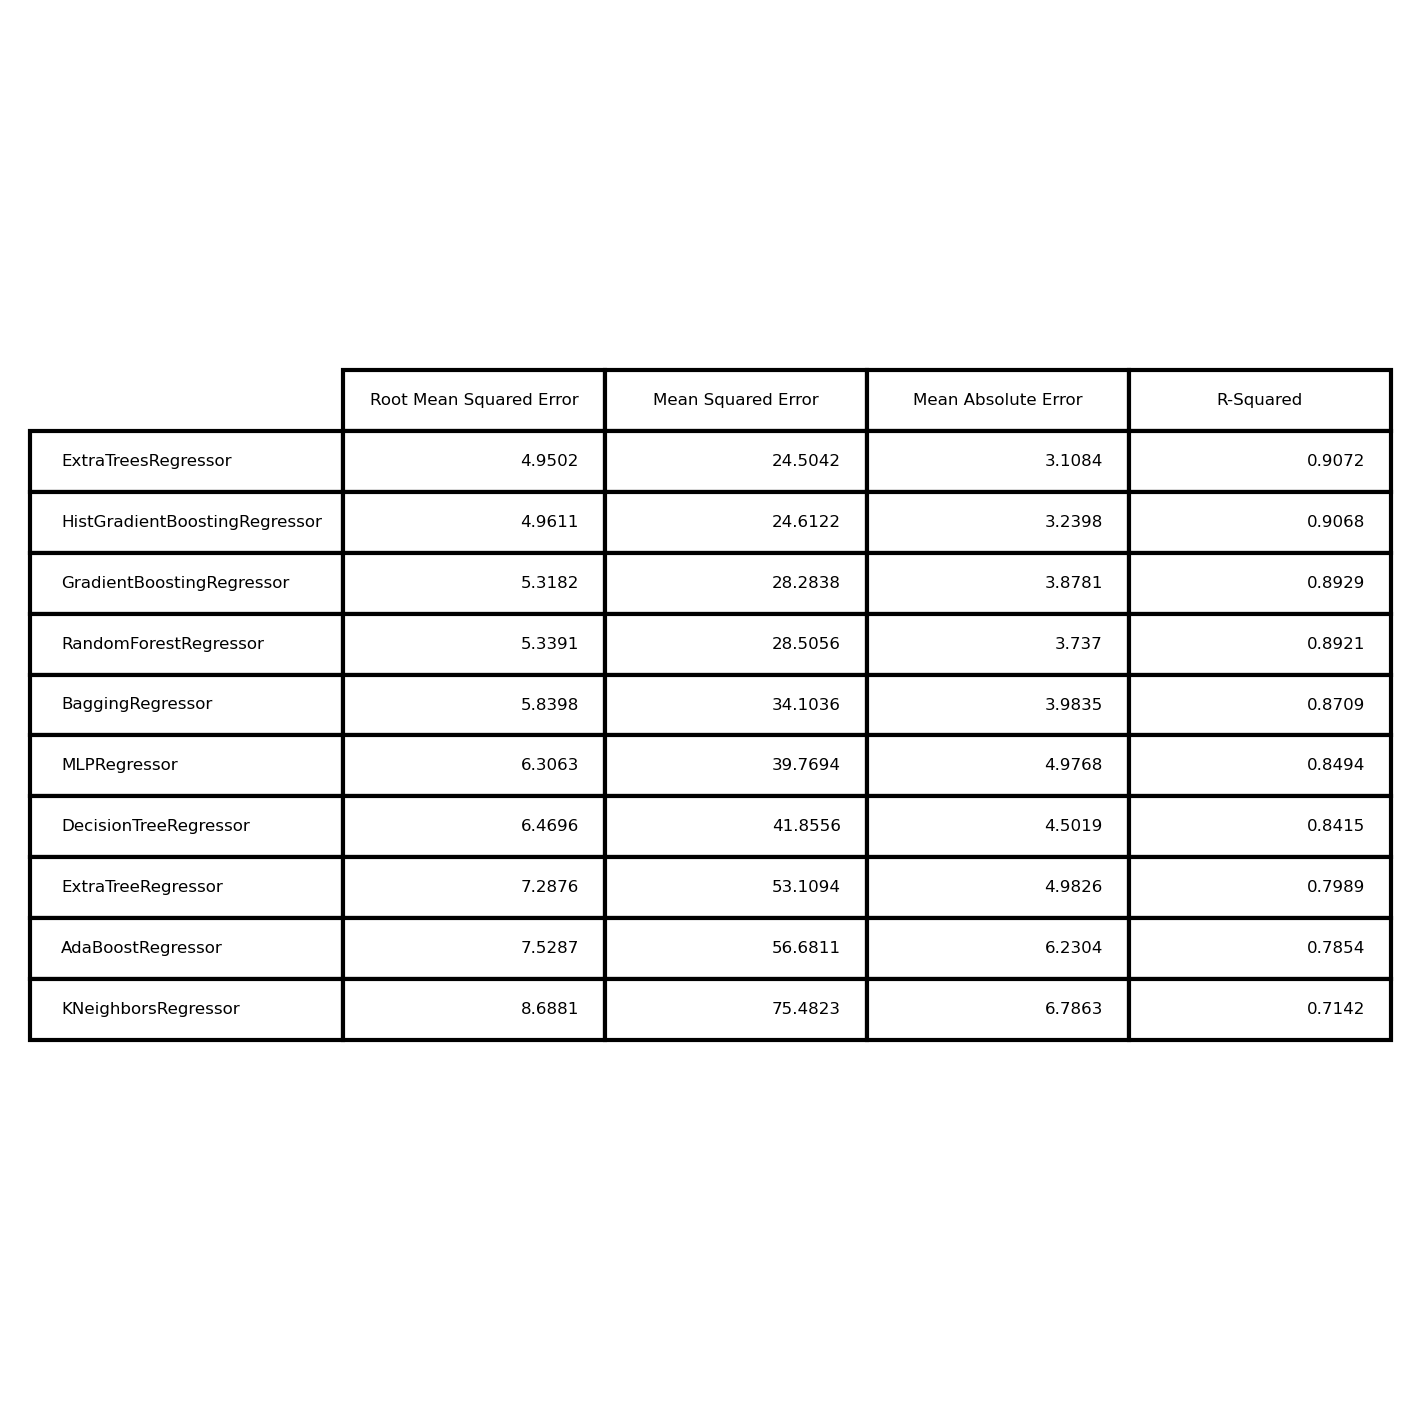 Root Mean Squared Error Mean Squared Error Mean Absolute Error R-Squared
ExtraTreesRegressor 4.9502 24.5042 3.1084 0.9072
HistGradientBoostingRegressor 4.9611 24.6122 3.2398 0.9068
GradientBoostingRegressor 5.3182 28.2838 3.8781 0.8929
RandomForestRegressor 5.3391 28.5056 3.737 0.8921
BaggingRegressor 5.8398 34.1036 3.9835 0.8709
MLPRegressor 6.3063 39.7694 4.9768 0.8494
DecisionTreeRegressor 6.4696 41.8556 4.5019 0.8415
ExtraTreeRegressor 7.2876 53.1094 4.9826 0.7989
AdaBoostRegressor 7.5287 56.6811 6.2304 0.7854
KNeighborsRegressor 8.6881 75.4823 6.7863 0.7142